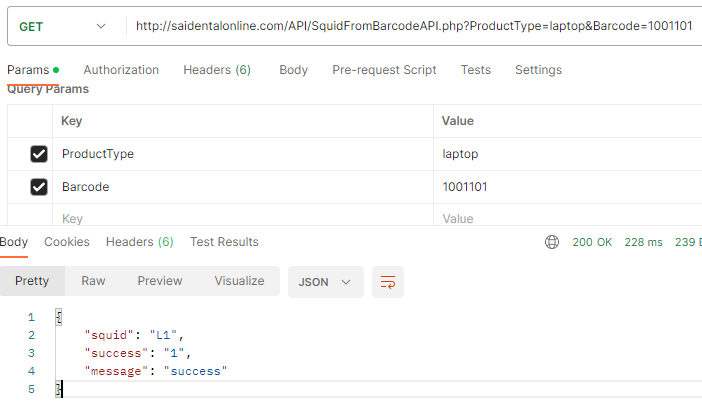 GET http://saidentalonline.com/API/SquidFromBarcodeAPI.php?ProductType=laptop&Barcode=1001101
Params Authorization Headers (6) Body Pre-request Script Tests Settings
Query Params
Key Value
ProductType laptop
Barcode 1001101
Key Value
Body Cookies Headers (6) Test Results 200 OK 228 ms 239
Pretty Raw Preview Visualize JSON
1 {
2 "squid": "L1",
3 "success": "1",
4 "message": "success"
5 }